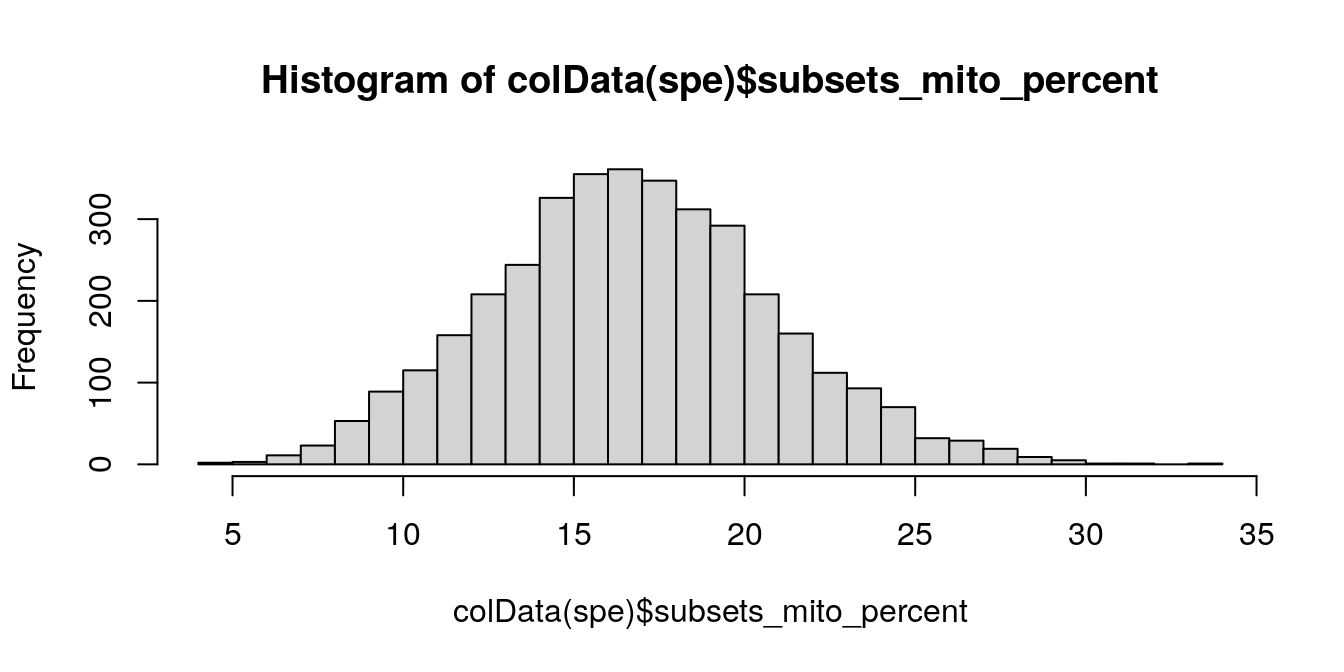 Histogram of colData(spe)$subsets_mito_percent
Frequency
300
200
100
0
5 10 15 20 25 30 35
colData(spe)$subsets_mito_percent